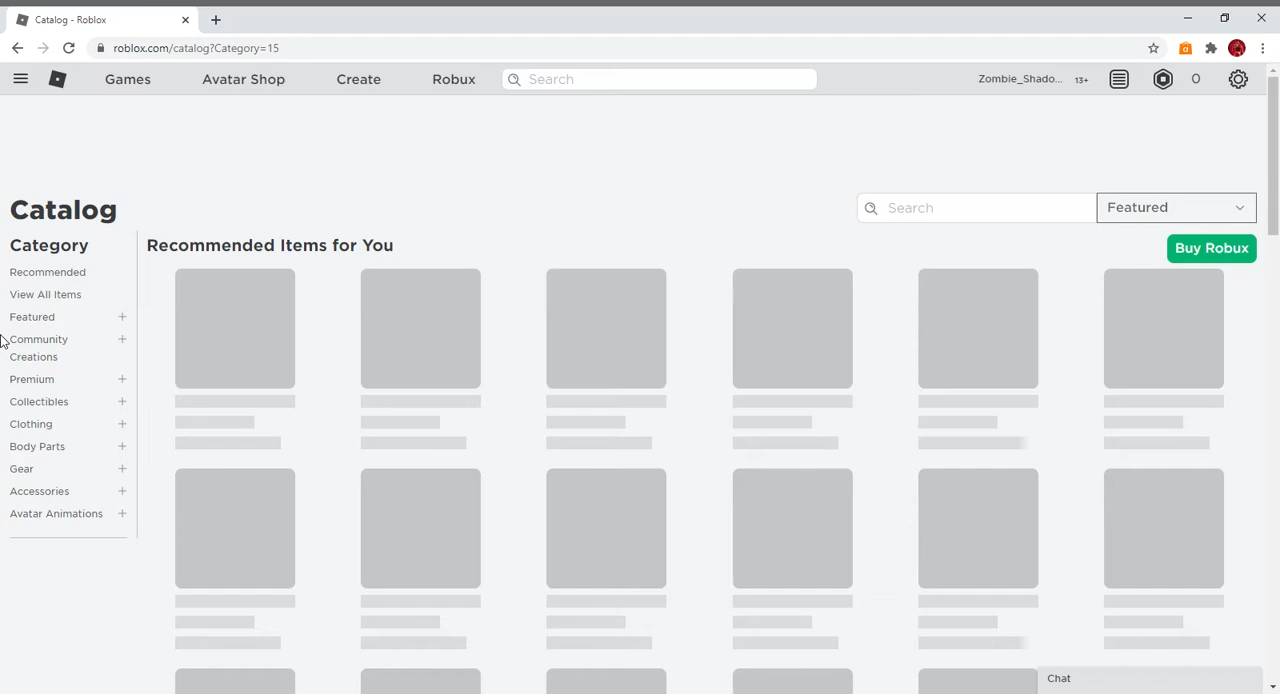 Catalog - Roblox
roblox.com/catalog?Category=15
Games
Avatar Shop
Create
Robux
Search
Zombie_Shado...
13+
0
Catalog
Search
Featured
Category
Recommended Items for You
Buy Robux
Recommended
View All Items
Featured +
Community +
Creations
Premium +
Collectibles +
Clothing +
Body Parts +
Gear +
Accessories +
Avatar Animations +
Chat